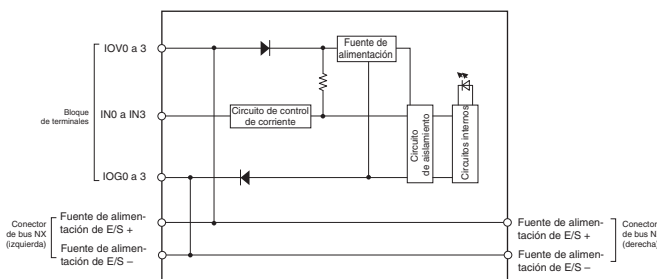 IOV0 a 3
Fuente de
alimentación
Bloque
de terminales
IN0 a IN3
Circuito de control
de corriente
Circuito
de aislamiento
Circuitos internos
IOG0 a 3
Conector
de bus NX
(izquierda)
Fuente de alimen-
tación de E/S +
Fuente de alimen-
tación de E/S –
Fuente de alimen-
tación de E/S +
Fuente de alimen-
tación de E/S –
Conector
de bus N
(derecha)